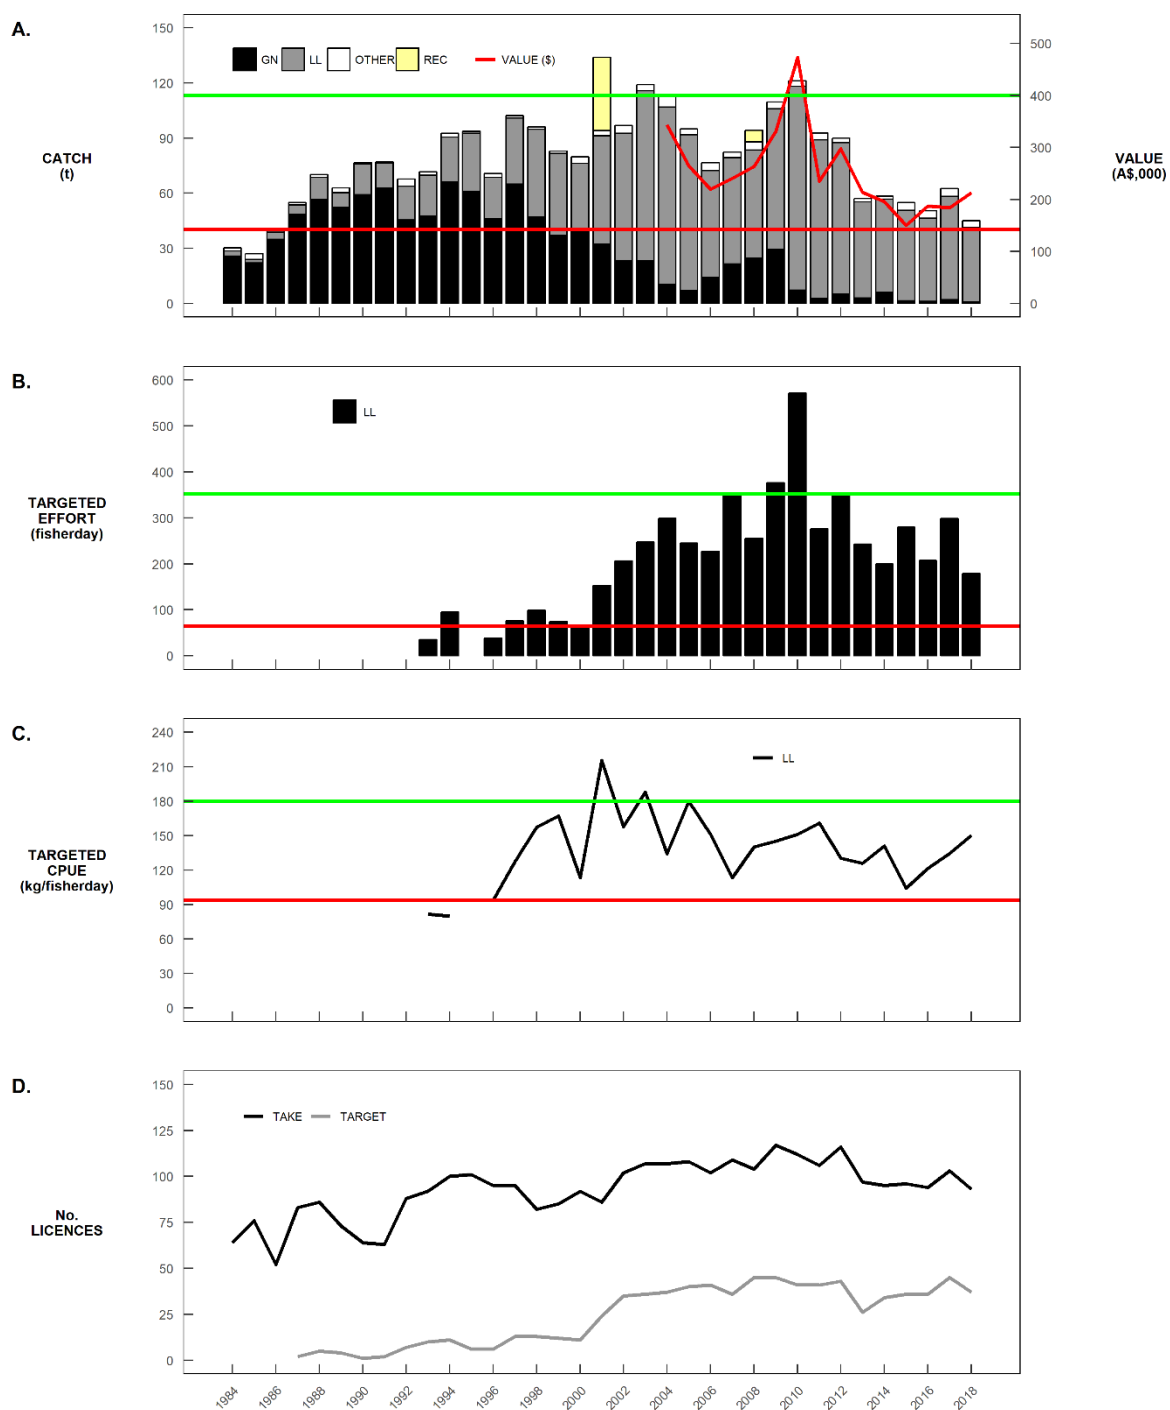 A.
150
120
90
60
30
0
CATCH
(t)
GN LL OTHER REC VALUE ($)
500
400
300
200
100
0
VALUE
(A$,000)
B.
600
500
400
300
200
100
0
TARGETED
EFFORT
(fisherday)
LL
C.
240
210
180
150
120
90
60
30
0
TARGETED
CPUE
(kg/fisherday)
LL
D.
150
125
100
75
50
25
0
No.
LICENCES
TAKE TARGET
1984 1986 1988 1990 1992 1994 1996 1998 2000 2002 2004 2006 2008 2010 2012 2014 2016 2018